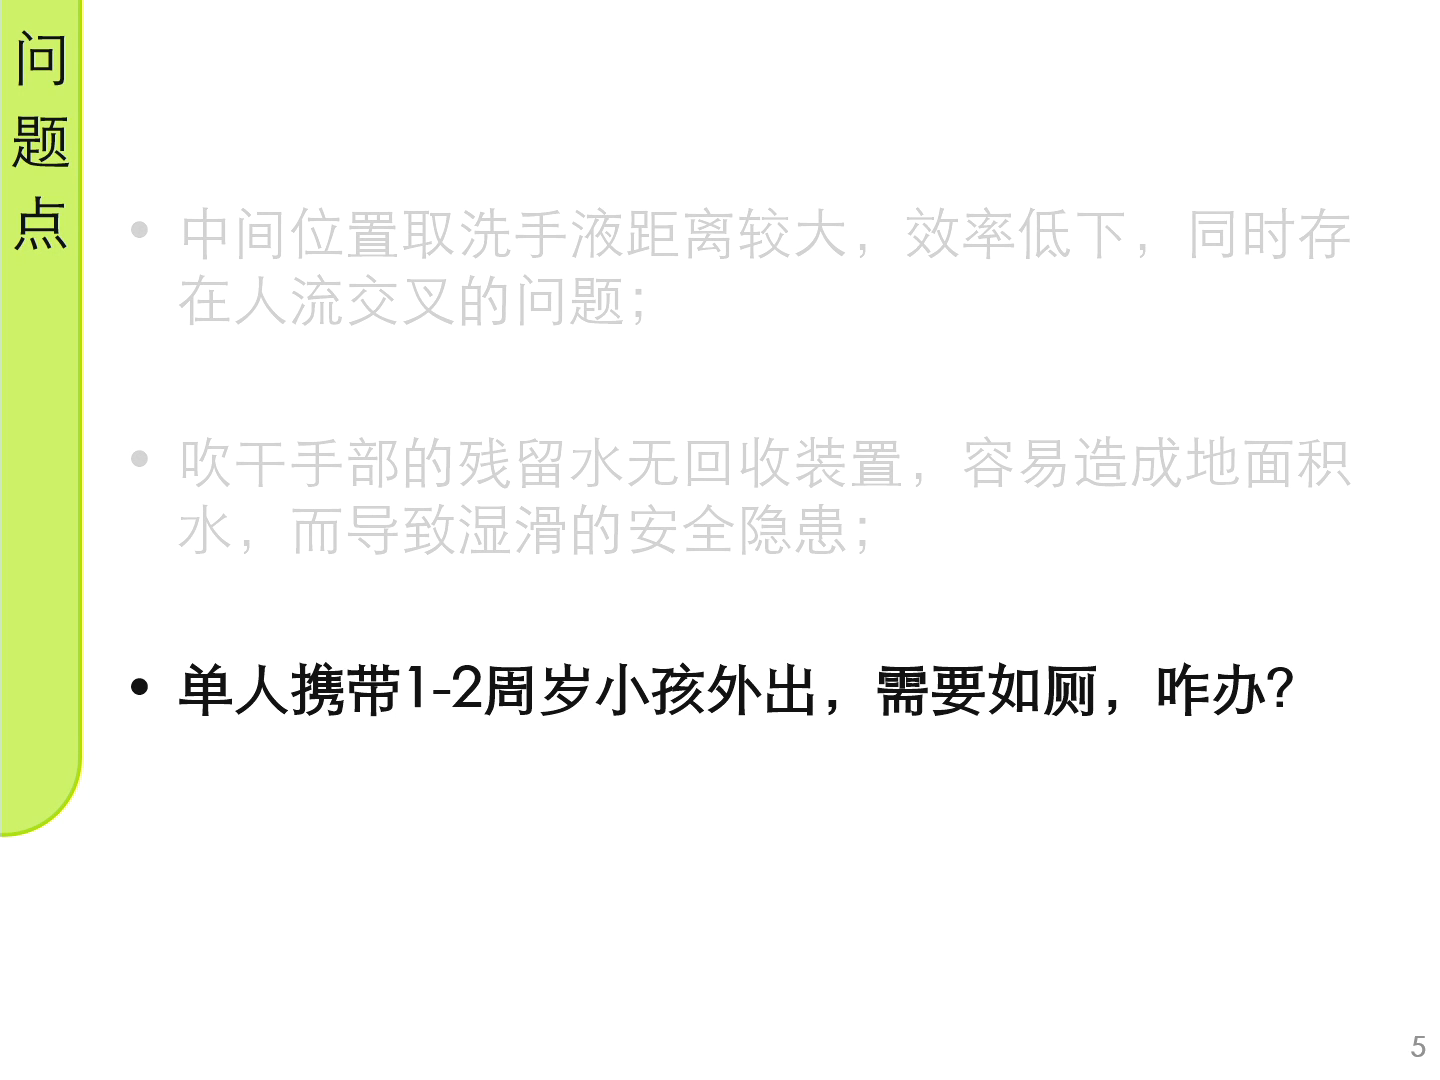 问题点
• 中间位置取洗手液距离较大，效率低下，同时存
在人流交叉的问题；
• 吹干手部的残留水无回收装置，容易造成地面积
水，而导致湿滑的安全隐患；
• 单人携带1-2周岁小孩外出，需要如厕，咋办？
5